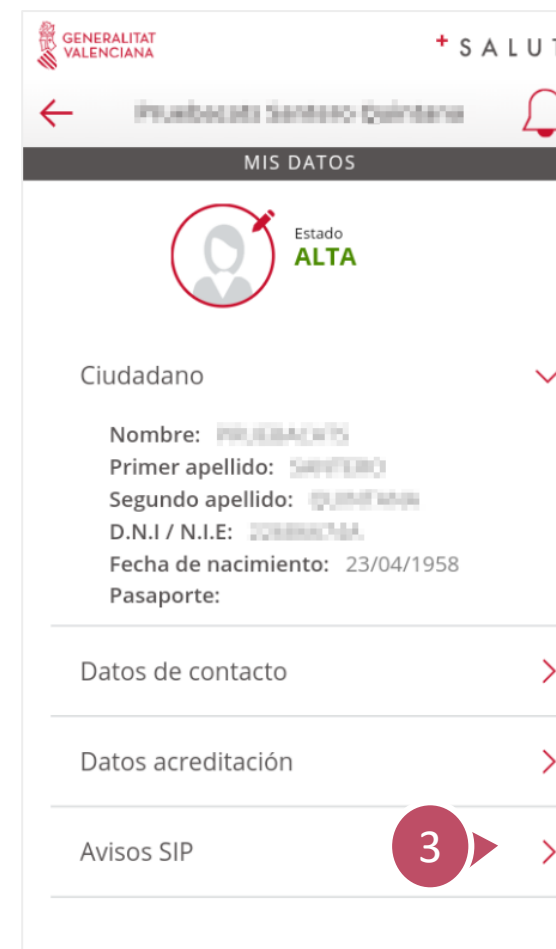 GENERALITAT
VALENCIANA
+ SALUT
MIS DATOS
Estado
ALTA
Ciudadano
Nombre:
Primer apellido:
Segundo apellido:
D.N.I / N.I.E:
Fecha de nacimiento: 23/04/1958
Pasaporte:
Datos de contacto
Datos acreditación
Avisos SIP
3